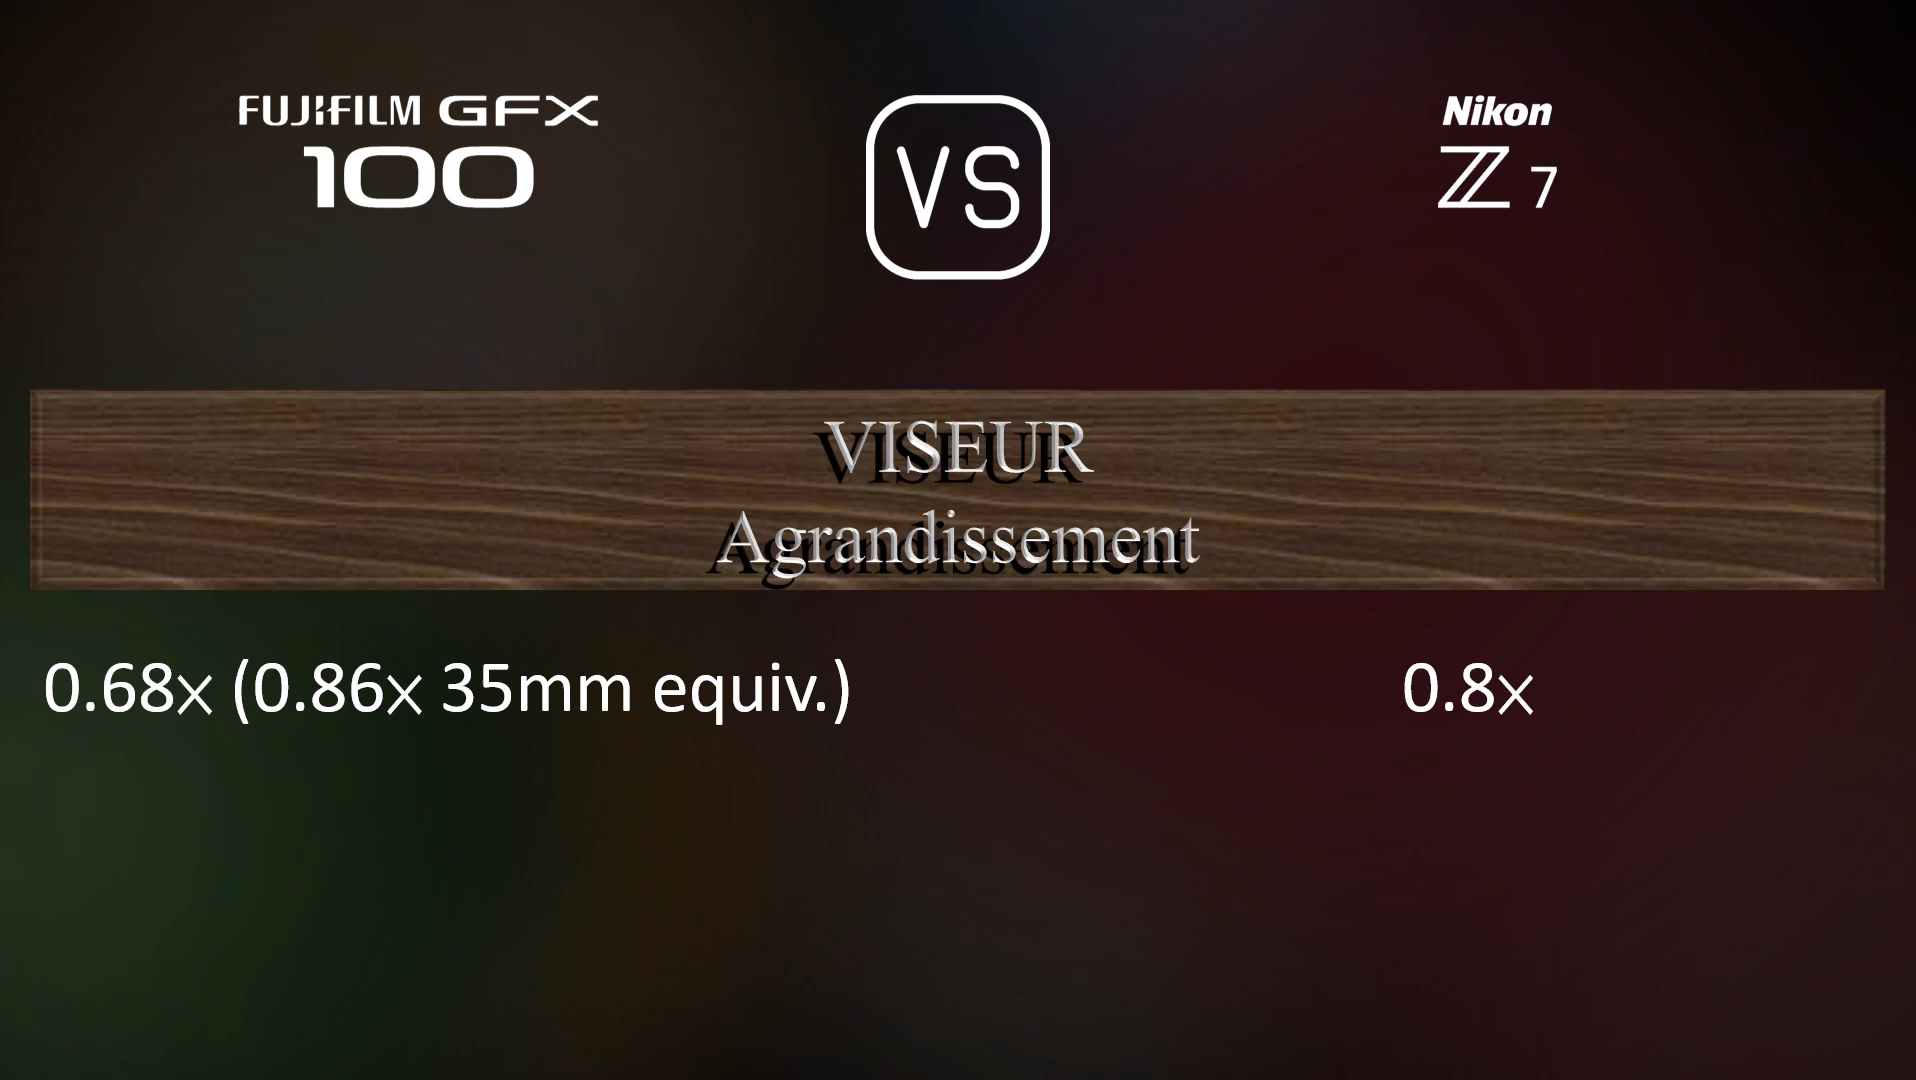 FUJIFILM GFX
100
VS
Nikon
Z 7
VISEUR
Agrandissement
0.68x (0.86x 35mm equiv.)
0.8x